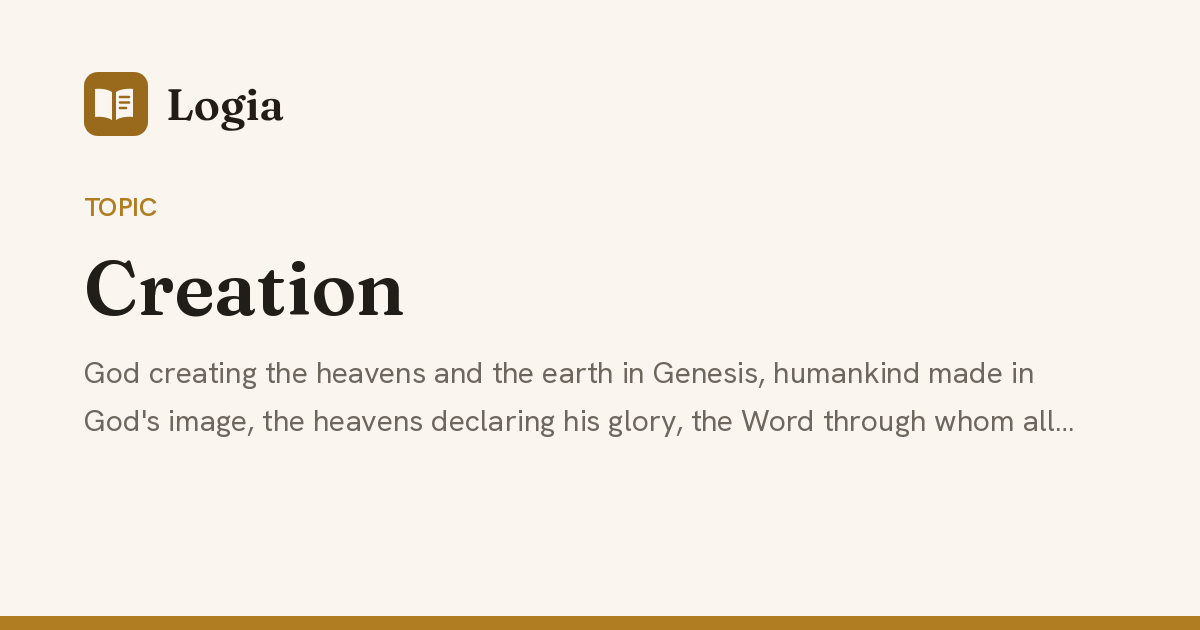 Logia
TOPIC
Creation
God creating the heavens and the earth in Genesis, humankind made in
God's image, the heavens declaring his glory, the Word through whom all…